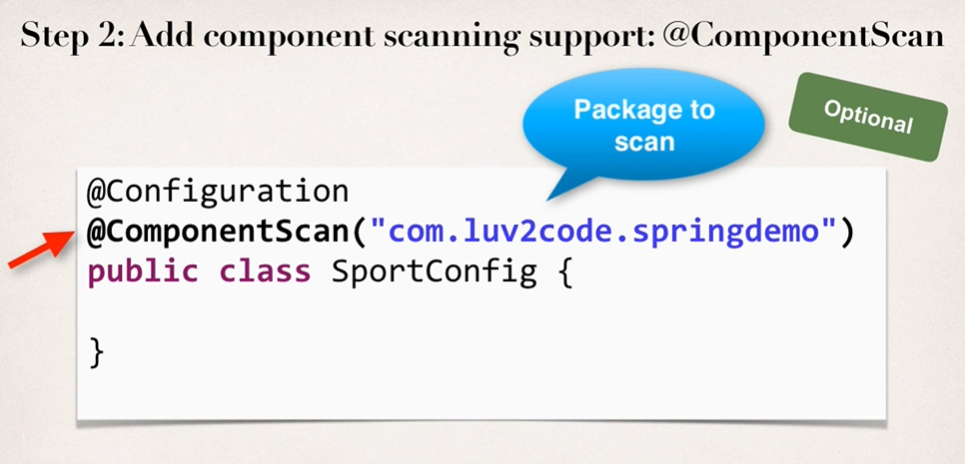 Step 2: Add component scanning support: @ComponentScan
Package to
scan
Optional
@Configuration
@ComponentScan("com.luv2code.springdemo")
public class SportConfig {
}